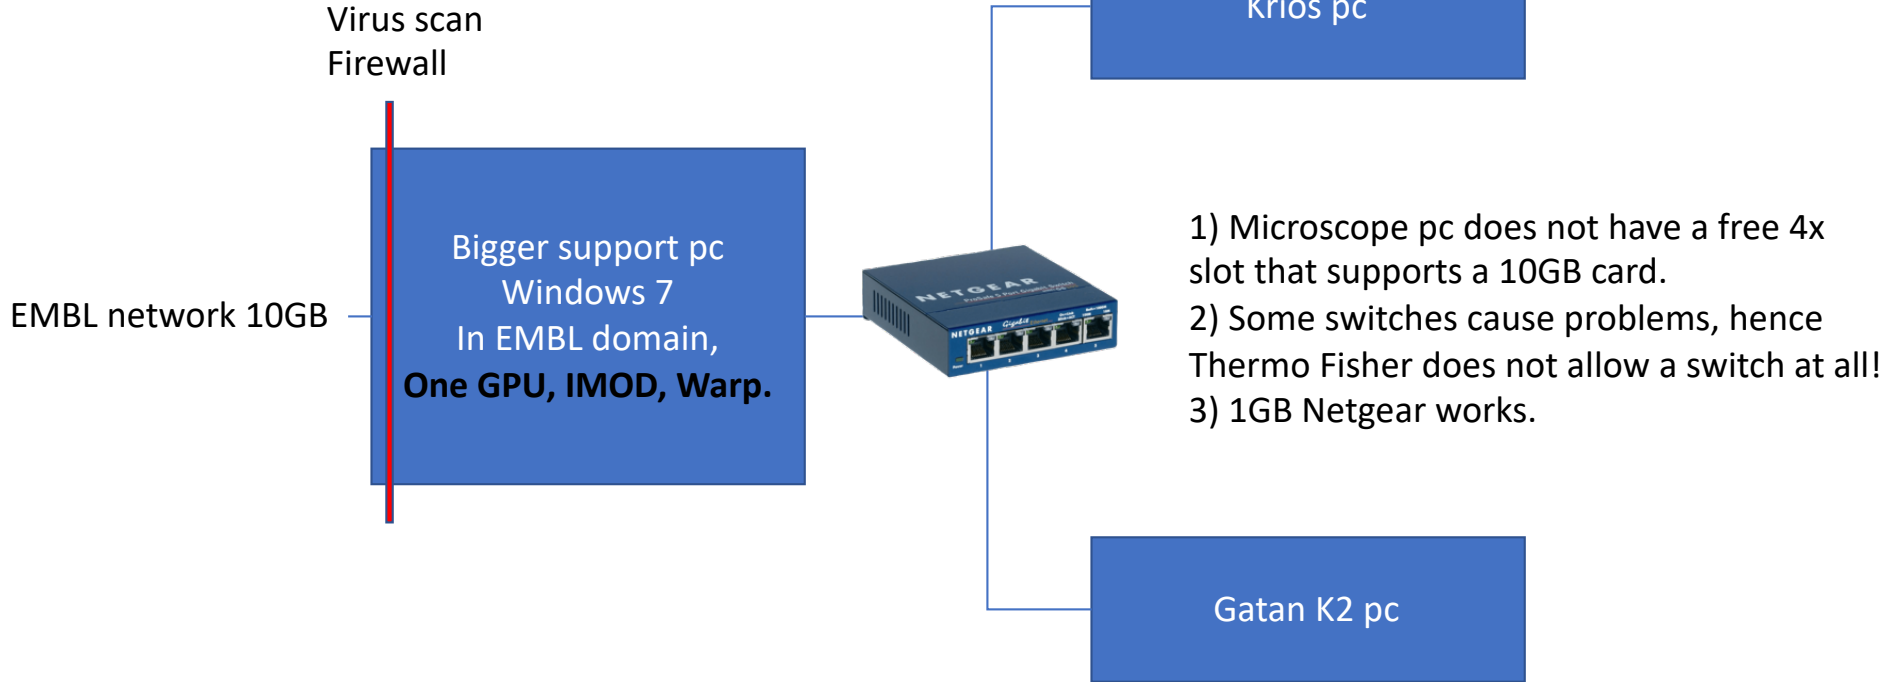 Virus scan
Firewall
Krios pc
EMBL network 10GB
Bigger support pc
Windows 7
In EMBL domain,
One GPU, IMOD, Warp.
NETGEAR
NETGEAR
Gigabit
1) Microscope pc does not have a free 4x
slot that supports a 10GB card.
2) Some switches cause problems, hence
Thermo Fisher does not allow a switch at all!
3) 1GB Netgear works.
Gatan K2 pc